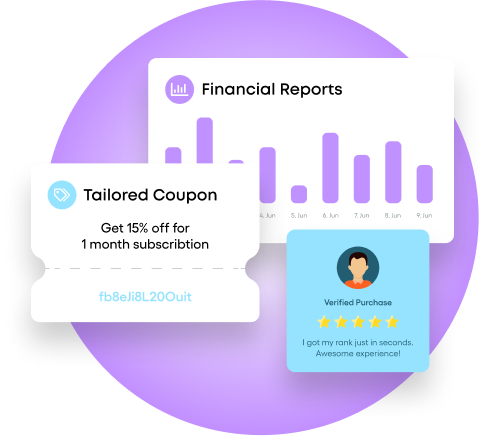 Financial Reports
4. Jun 5. Jun 6. Jun 7. Jun 8. Jun 9. Jun
Tailored Coupon
Get 15% off for
1 month subscribtion
fb8eJi8L20Ouit
Verified Purchase
I got my rank just in seconds.
Awesome experience!